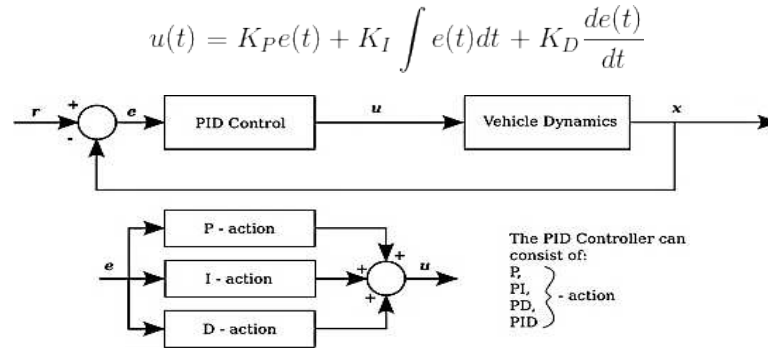 u(t) = K_P e(t) + K_I ∫ e(t)dt + K_D de(t)/dt
r + - e PID Control u Vehicle Dynamics x
P - action
e I - action + + + u
D - action
The PID Controller can
consist of:
P,
PI,
PD,
PID
- action